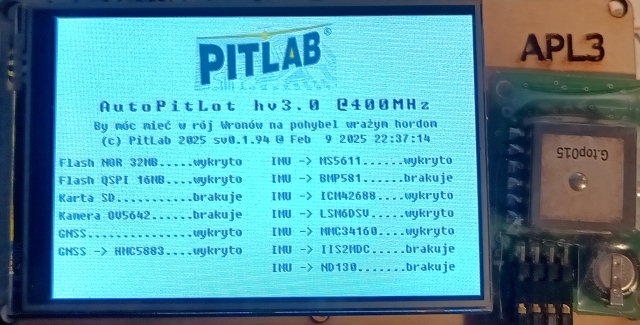 PITLAB®
APL3
AutoPitLot hv3.0 @400MHz
By móc mieć w rój Wronów na pohybel wrażym hordom
(c) PitLab 2025 sv0.1.94 @ Feb 9 2025 22:37:14
Flash NOR 32MB.....wykryto
Flash QSPI 16MB....wykryto
Karta SD...........brakuje
Kamera OV5642......brakuje
GNSS...............wykryto
GNSS -> HMC5883....wykryto
IMU -> MS5611......wykryto
IMU -> BMP581......brakuje
IMU -> ICM42688....wykryto
IMU -> LSM6DSV.....wykryto
IMU -> MMC34160....wykryto
IMU -> IIS2MDC.....brakuje
IMU -> ND130.......brakuje
G.top015